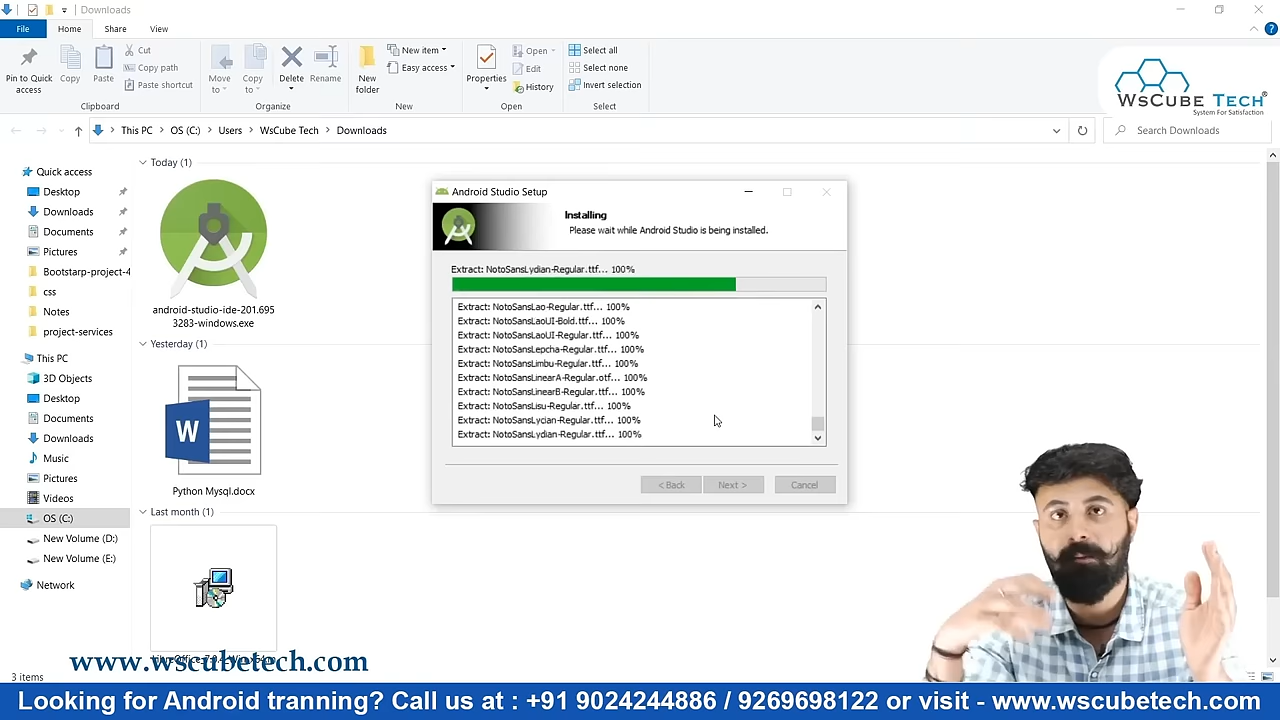 Downloads
File
Home
Share
View
Pin to Quick access
Copy
Paste
Cut
Copy path
Paste shortcut
Clipboard
Move to
Copy to
Delete
Rename
Organize
New folder
New item
Easy access
New
Properties
Open
Edit
History
Open
Select all
Select none
Invert selection
Select
WsCube Tech®
System For Satisfaction
This PC > OS (C:) > Users > WsCube Tech > Downloads
Search Downloads
Quick access
Desktop
Downloads
Documents
Pictures
Bootstarp-project-4
css
Notes
project-services
This PC
3D Objects
Desktop
Documents
Downloads
Music
Pictures
Videos
OS (C:)
New Volume (D:)
New Volume (E:)
Network
Today (1)
android-studio-ide-201.695
3283-windows.exe
Yesterday (1)
W
Python Mysql.docx
Last month (1)
Android Studio Setup
Installing
Please wait while Android Studio is being installed.
Extract: NotoSansLydian-Regular.ttf... 100%
Extract: NotoSansLao-Regular.ttf... 100%
Extract: NotoSansLaoUI-Bold.ttf... 100%
Extract: NotoSansLaoUI-Regular.ttf... 100%
Extract: NotoSansLepcha-Regular.ttf... 100%
Extract: NotoSansLimbu-Regular.ttf... 100%
Extract: NotoSansLinearA-Regular.otf... 100%
Extract: NotoSansLinearB-Regular.ttf... 100%
Extract: NotoSansLisu-Regular.ttf... 100%
Extract: NotoSansLycian-Regular.ttf... 100%
Extract: NotoSansLydian-Regular.ttf... 100%
< Back
Next >
Cancel
www.wscubetech.com
3 items
Looking for Android tranning? Call us at : +91 9024244886 / 9269698122 or visit - www.wscubetech.com